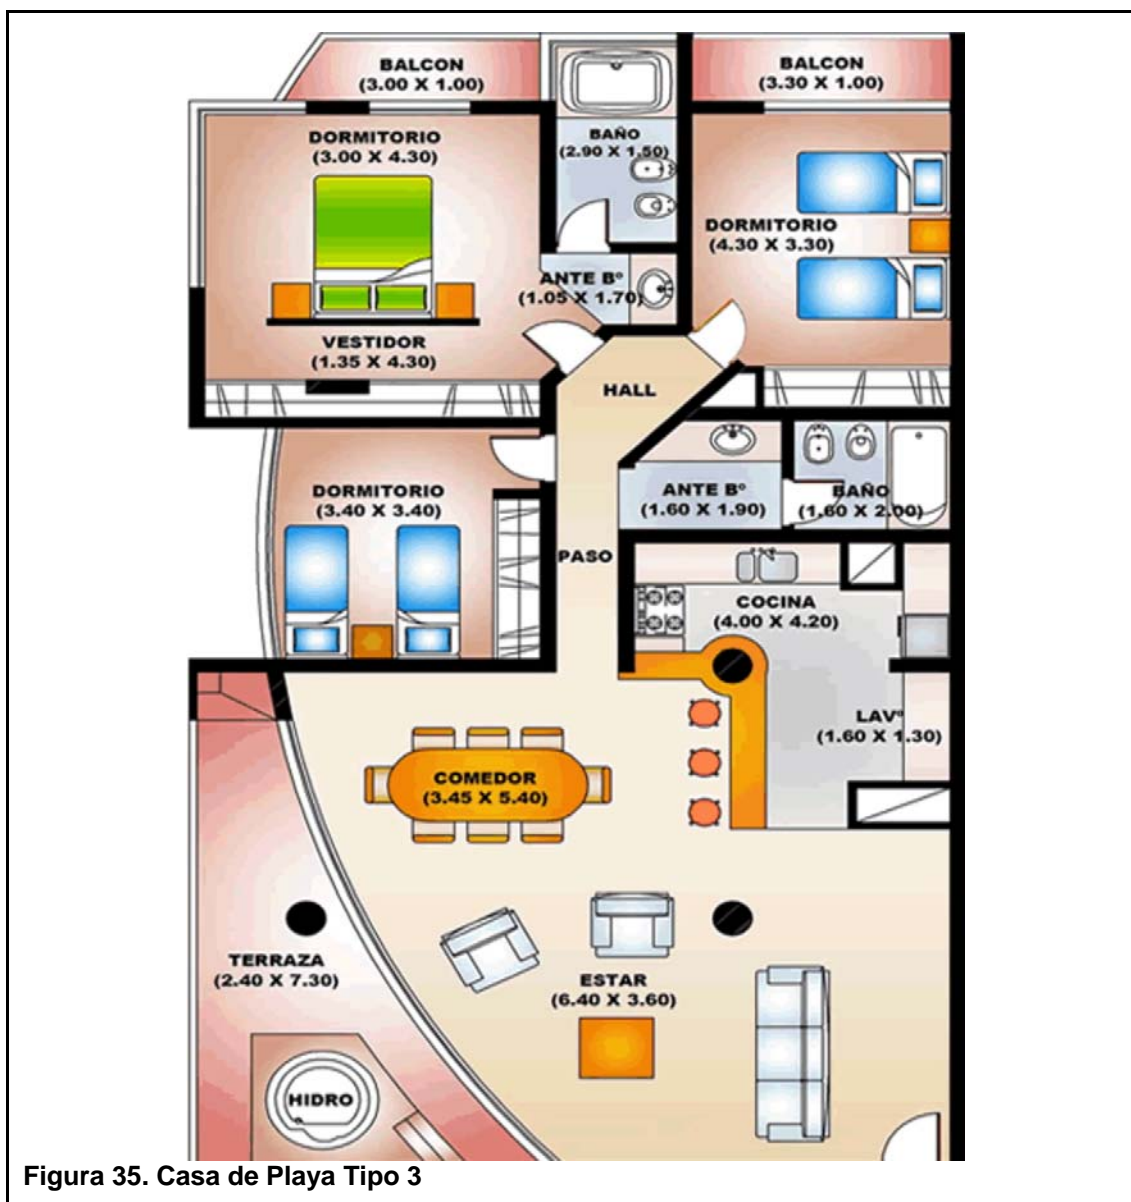 BALCON
(3.00 X 1.00)
BALCON
(3.30 X 1.00)
DORMITORIO
(3.00 X 4.30)
BAÑO
(2.90 X 1.50)
DORMITORIO
(4.30 X 3.30)
ANTE Bº
(1.05 X 1.70)
VESTIDOR
(1.35 X 4.30)
HALL
DORMITORIO
(3.40 X 3.40)
ANTE Bº
(1.60 X 1.90)
BAÑO
(1.60 X 2.00)
PASO
COCINA
(4.00 X 4.20)
LAVº
(1.60 X 1.30)
COMEDOR
(3.45 X 5.40)
TERRAZA
(2.40 X 7.30)
ESTAR
(6.40 X 3.60)
HIDRO
Figura 35. Casa de Playa Tipo 3